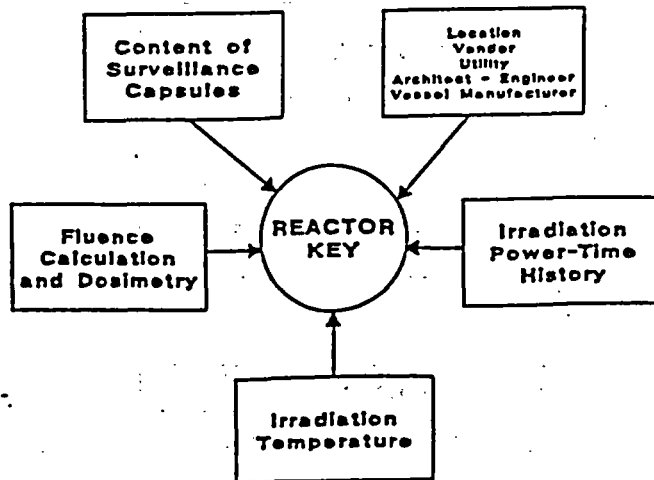 Content of
Surveillance
Capsules
Location
Vendor
Utility
Architect - Engineer
Vessel Manufacturer
REACTOR
KEY
Fluence
Calculation
and Dosimetry
Irradiation
Power-Time
History
Irradiation
Temperature